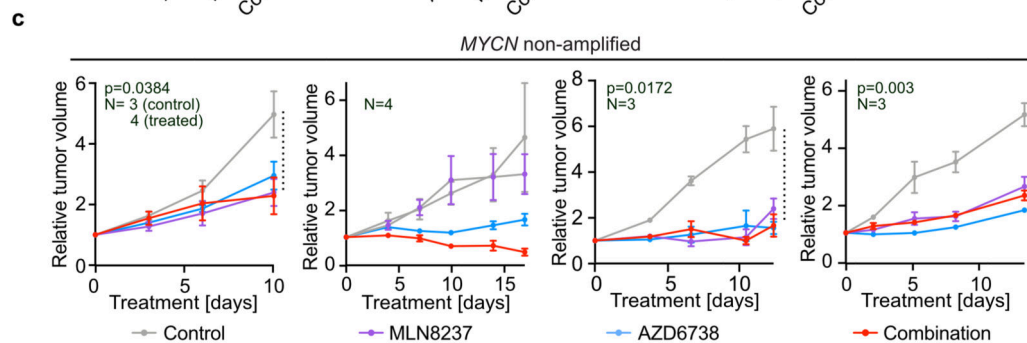 c
MYCN non-amplified
Relative tumor volume
6
4
2
0
p=0.0384
N= 3 (control)
4 (treated)
0
5
10
Treatment [days]
Relative tumor volume
6
4
2
0
N=4
0
5
10
15
Treatment [days]
Relative tumor volume
8
6
4
2
0
p=0.0172
N=3
0
5
10
Treatment [days]
Relative tumor volume
6
4
2
0
p=0.003
N=3
0
5
10
Treatment [days]
Control
MLN8237
AZD6738
Combination